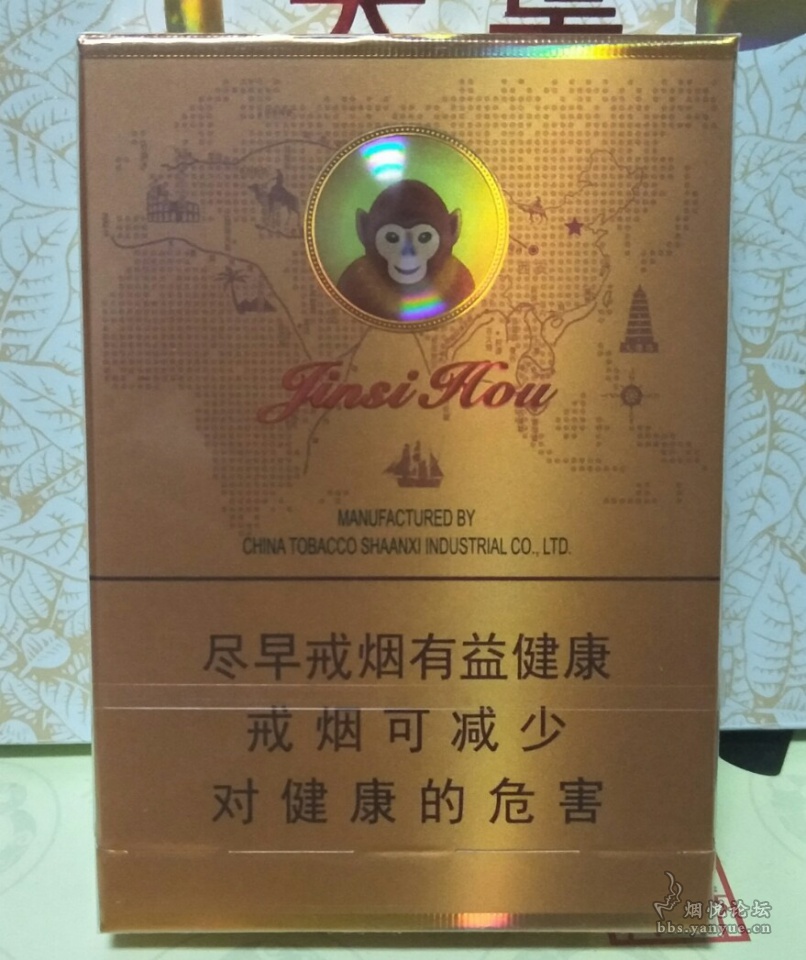 Jinsi Hou
MANUFACTURED BY
CHINA TOBACCO SHAANXI INDUSTRIAL CO., LTD.
尽早戒烟有益健康
戒烟可减少
对健康的危害
烟悦论坛
bbs.yanyue.cn